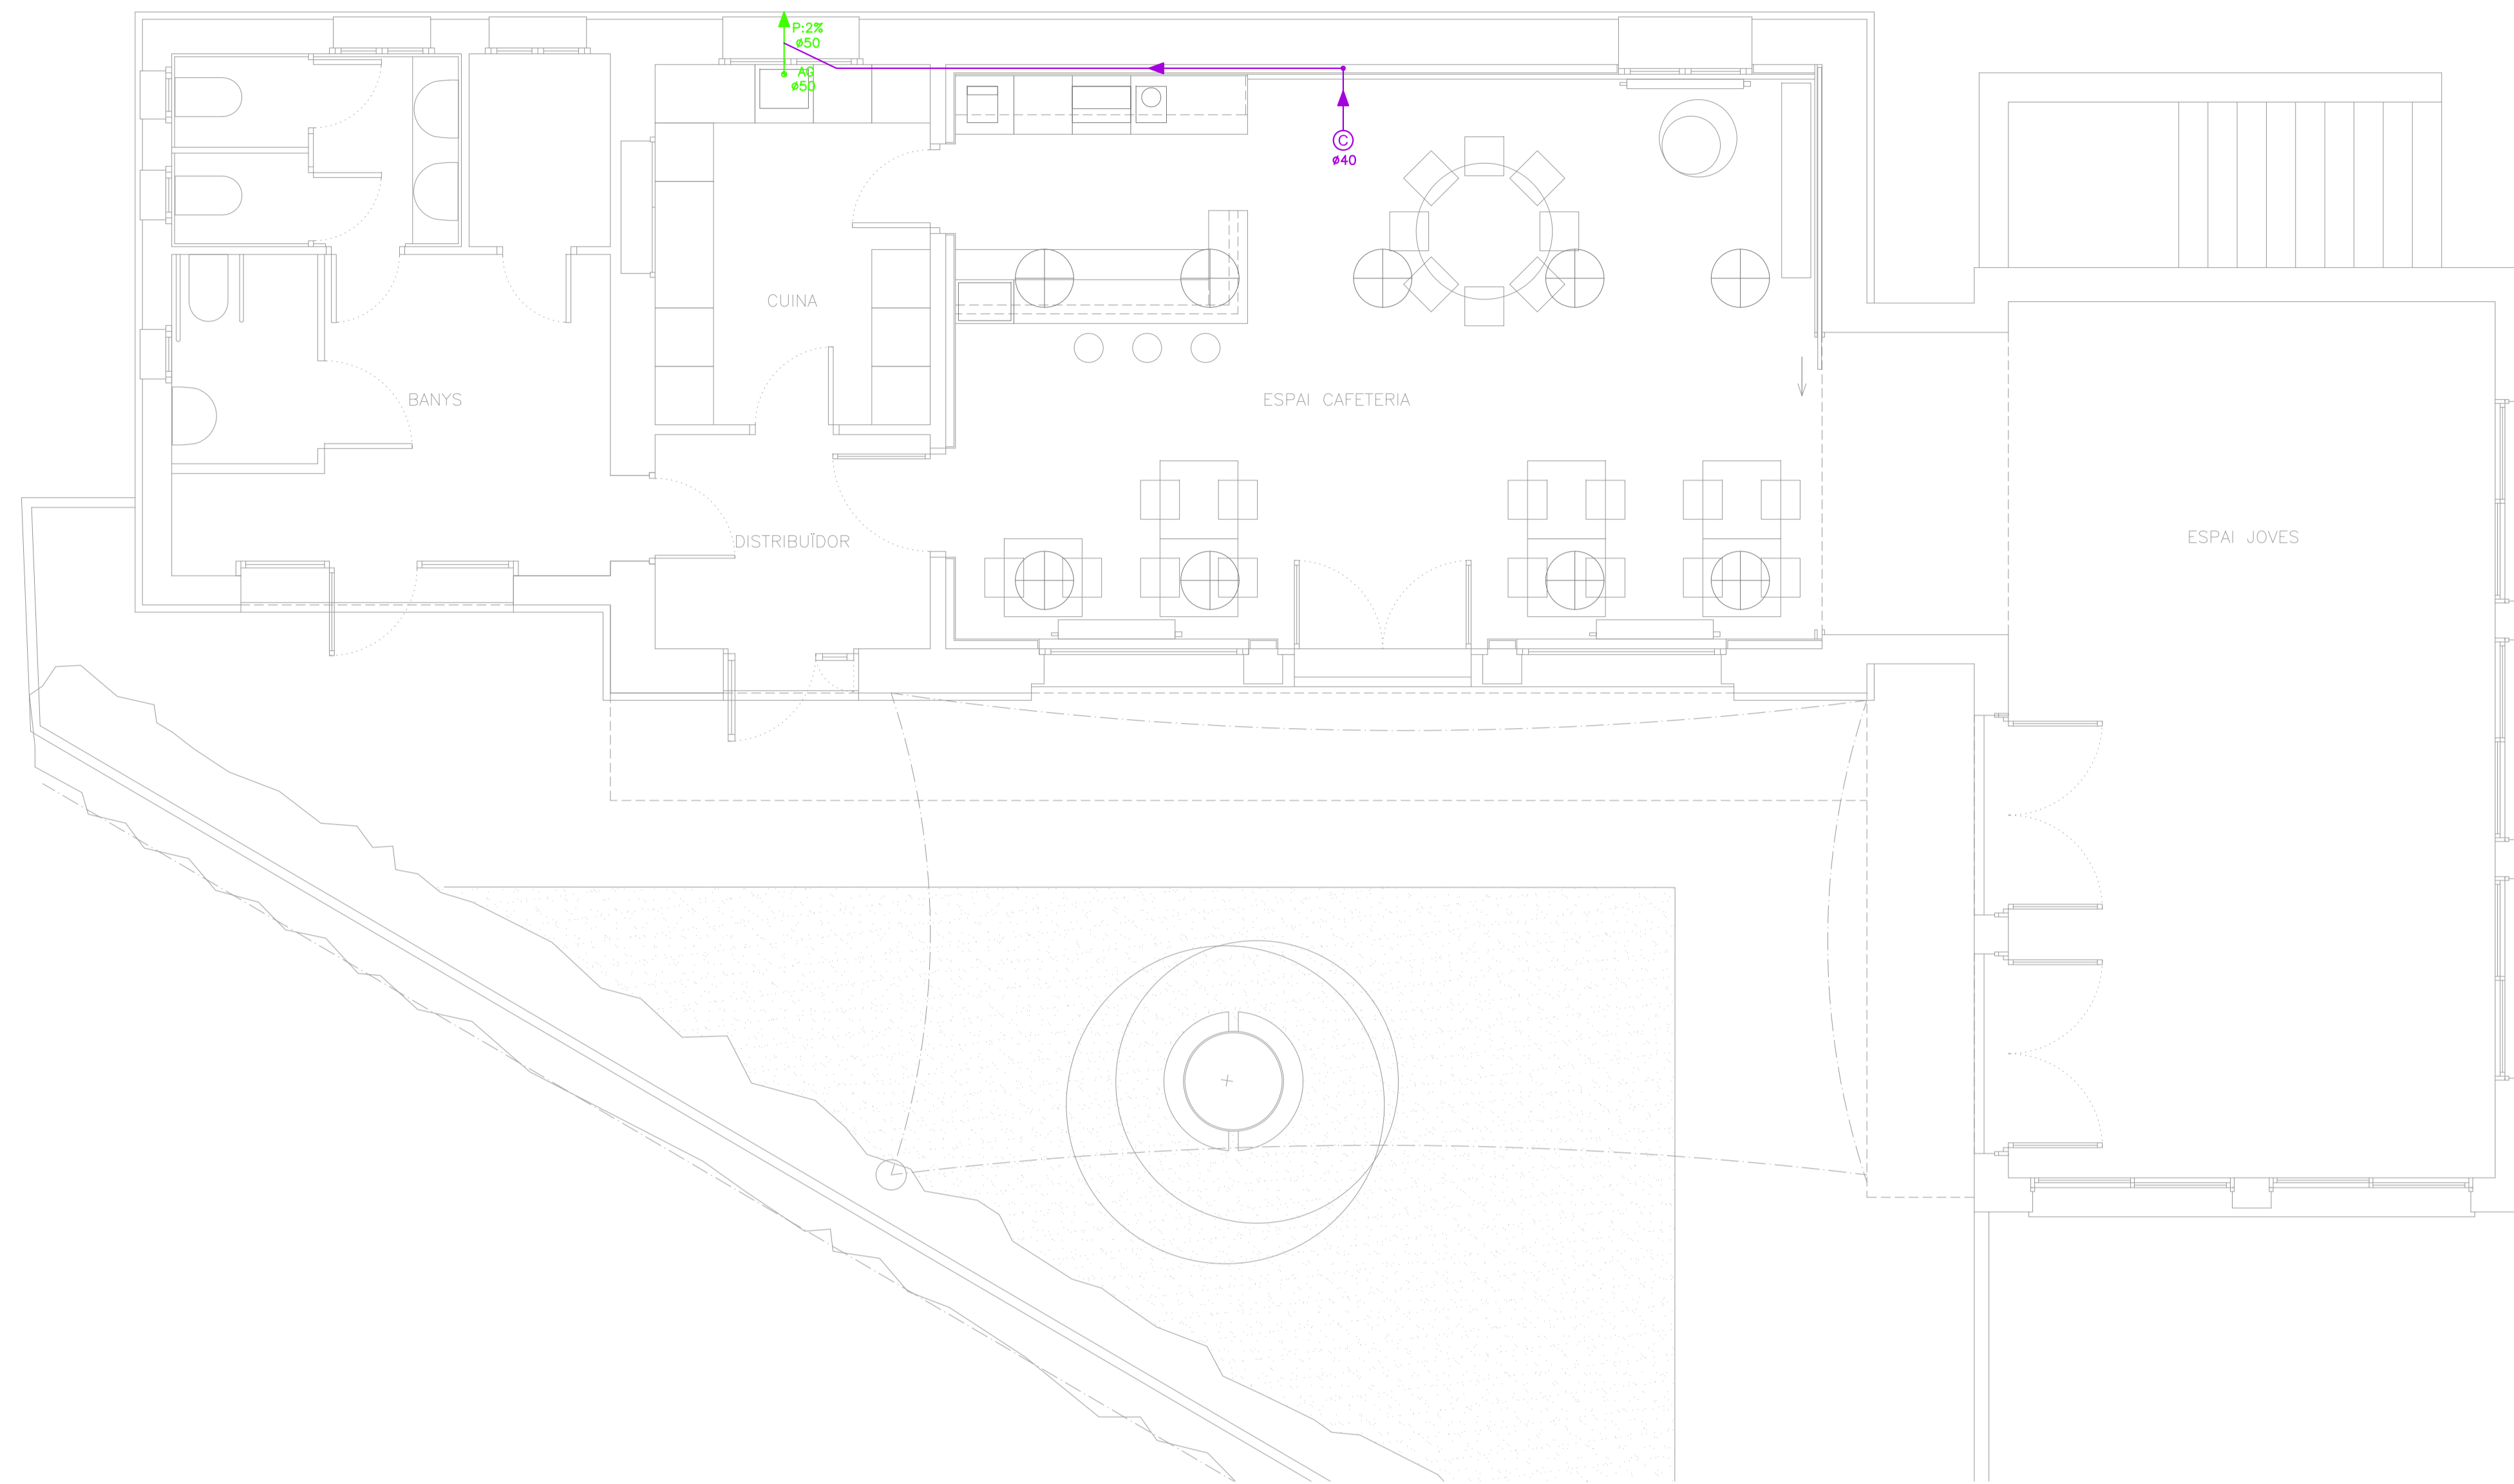 P:2%
ø50
AG
ø50
C
ø40
CUINA
BANYS
ESPAI CAFETERIA
DISTRIBUÏDOR
ESPAI JOVES